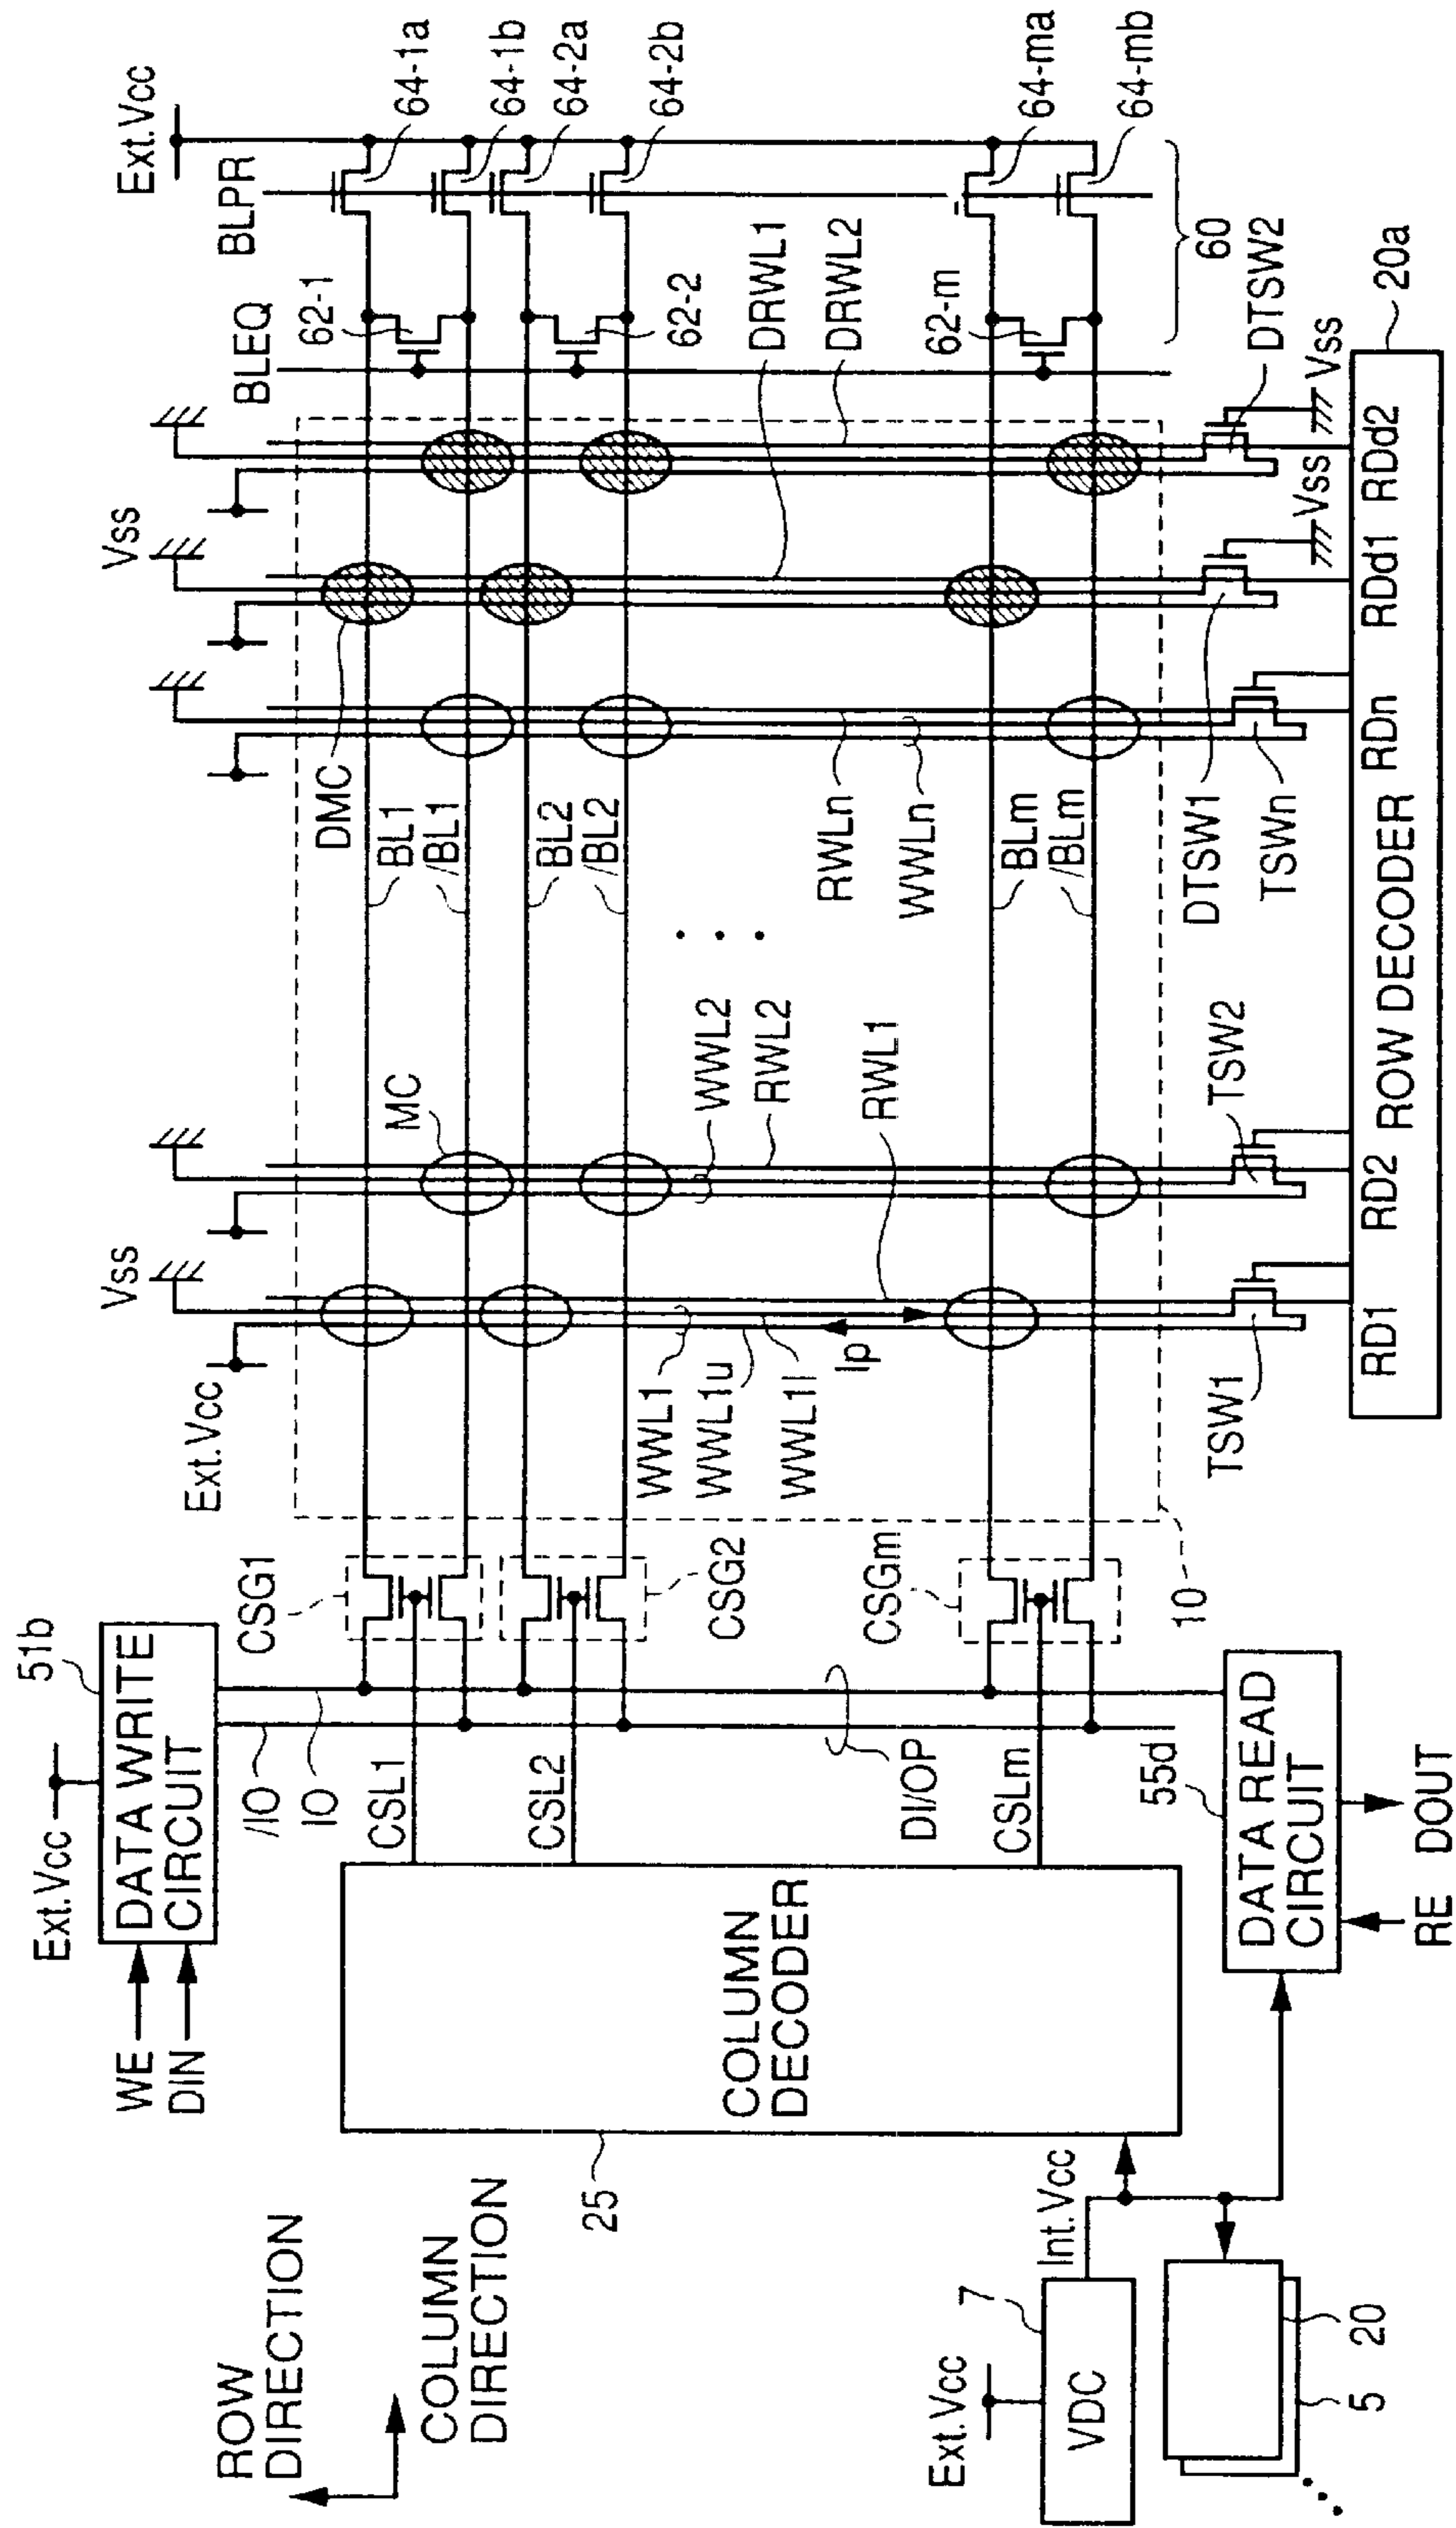 Ext.Vcc
WE
DIN
DATA WRITE
CIRCUIT
51b
/IO
IO
CSL1
CSL2
CSLm
DI/OP
CSG1
CSG2
CSGm
10
Ext.Vcc
Vss
WWL1
WWL1u
WWL1l
Ip
RWL1
MC
WWL2
RWL2
BL1
/BL1
BL2
/BL2
BLm
/BLm
RWLn
WWLn
DMC
Vss
DRWL1
DRWL2
BLEQ
62-1
62-2
62-m
BLPR
Ext.Vcc
64-1a
64-1b
64-2a
64-2b
64-ma
64-mb
60
TSW1
TSW2
TSWn
DTSW1
DTSW2
Vss
Vss
20a
RD1
RD2
RDn
RDd1
RDd2
ROW DECODER
COLUMN
DECODER
25
55d
DATA READ
CIRCUIT
RE
DOUT
ROW
DIRECTION
COLUMN
DIRECTION
Ext.Vcc
7
VDC
Int.Vcc
20
5